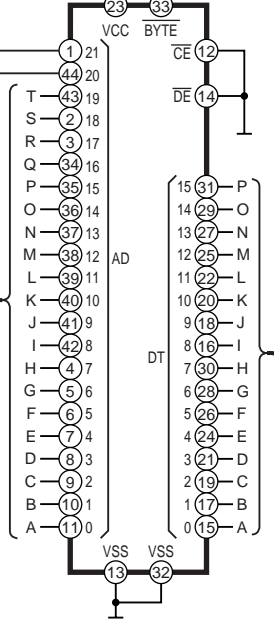 23 33
VCC BYTE
1 21 CE 12
44 20
T 43 19 DE 14
S 2 18
R 3 17
Q 34 16
P 35 15 15 31 P
O 36 14 14 29 O
N 37 13 13 27 N
M 38 12 12 25 M
AD
L 39 11 11 22 L
K 40 10 10 20 K
J 41 9 9 18 J
I 42 8 8 16 I
DT
H 4 7 7 30 H
G 5 6 6 28 G
F 6 5 5 26 F
E 7 4 4 24 E
D 8 3 3 21 D
C 9 2 2 19 C
B 10 1 1 17 B
A 11 0 0 15 A
VSS VSS
13 32